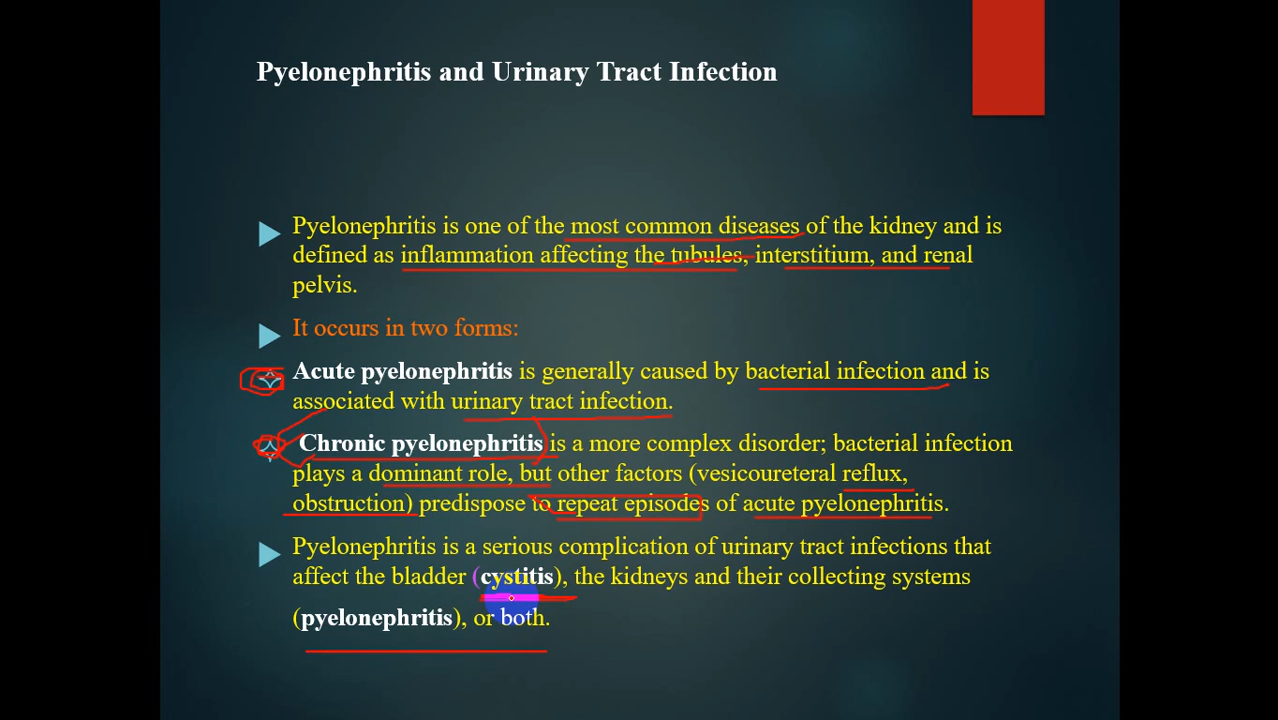 Pyelonephritis and Urinary Tract Infection
Pyelonephritis is one of the most common diseases of the kidney and is
defined as inflammation affecting the tubules, interstitium, and renal
pelvis.
It occurs in two forms:
Acute pyelonephritis is generally caused by bacterial infection and is
associated with urinary tract infection.
Chronic pyelonephritis is a more complex disorder; bacterial infection
plays a dominant role, but other factors (vesicoureteral reflux,
obstruction) predispose to repeat episodes of acute pyelonephritis.
Pyelonephritis is a serious complication of urinary tract infections that
affect the bladder (cystitis), the kidneys and their collecting systems
(pyelonephritis), or both.